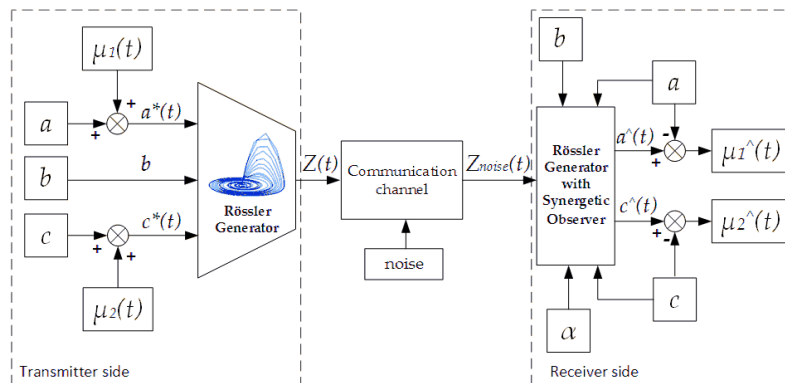 μ1(t)
+
a
+
a*(t)
b
b
c
+
c*(t)
+
μ2(t)
Rössler
Generator
Z(t)
Communication
channel
noise
Znoise(t)
b
a
Rössler
Generator
with
Synergetic
Observer
a^(t)
-
+
μ1^(t)
c^(t)
+
-
μ2^(t)
α
c
Transmitter side
Receiver side